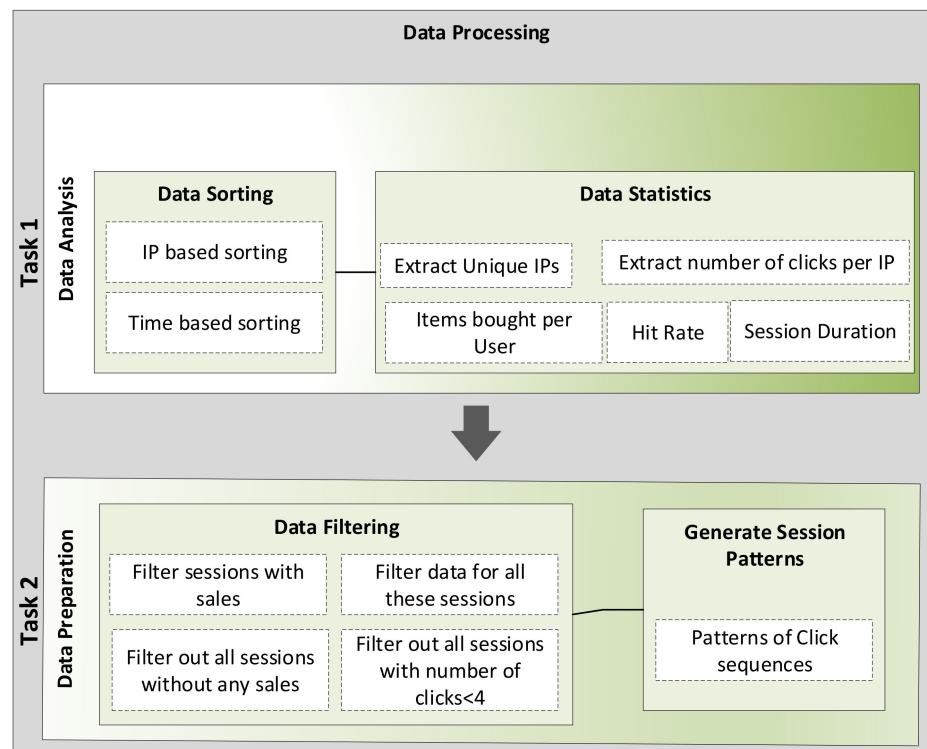 Data Processing
Task 1
Data Analysis
Data Sorting
IP based sorting
Time based sorting
Data Statistics
Extract Unique IPs
Extract number of clicks per IP
Items bought per
User
Hit Rate
Session Duration
Task 2
Data Preparation
Data Filtering
Filter sessions with
sales
Filter data for all
these sessions
Filter out all sessions
without any sales
Filter out all sessions
with number of
clicks<4
Generate Session
Patterns
Patterns of Click
sequences